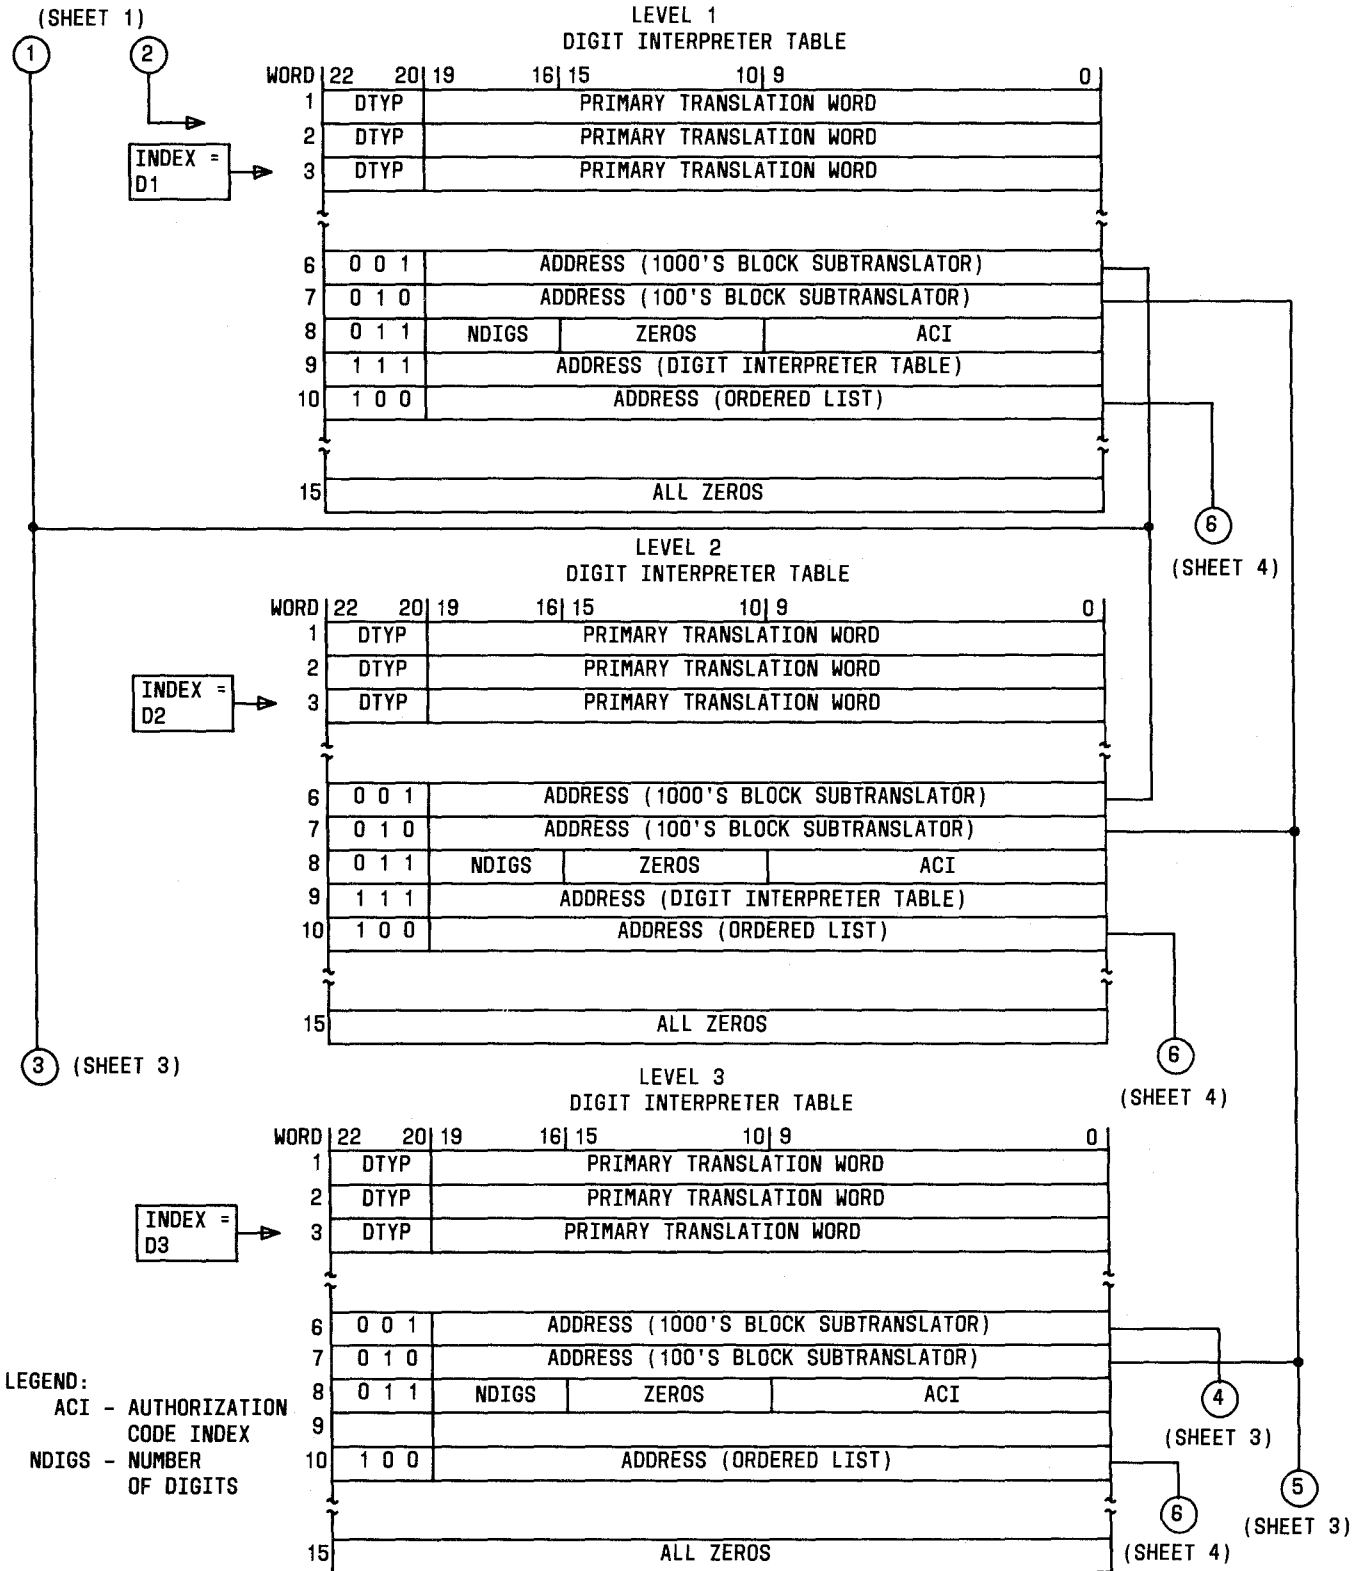 (SHEET 1)
1 2
LEVEL 1
DIGIT INTERPRETER TABLE
WORD 22 20 19 16 15 10 9 0
1 DTYP PRIMARY TRANSLATION WORD
2 DTYP PRIMARY TRANSLATION WORD
INDEX =
D1
3 DTYP PRIMARY TRANSLATION WORD
6 0 0 1 ADDRESS (1000'S BLOCK SUBTRANSLATOR)
7 0 1 0 ADDRESS (100'S BLOCK SUBTRANSLATOR)
8 0 1 1 NDIGS ZEROS ACI
9 1 1 1 ADDRESS (DIGIT INTERPRETER TABLE)
10 1 0 0 ADDRESS (ORDERED LIST)
15 ALL ZEROS
6
(SHEET 4)
LEVEL 2
DIGIT INTERPRETER TABLE
WORD 22 20 19 16 15 10 9 0
1 DTYP PRIMARY TRANSLATION WORD
2 DTYP PRIMARY TRANSLATION WORD
INDEX =
D2
3 DTYP PRIMARY TRANSLATION WORD
6 0 0 1 ADDRESS (1000'S BLOCK SUBTRANSLATOR)
7 0 1 0 ADDRESS (100'S BLOCK SUBTRANSLATOR)
8 0 1 1 NDIGS ZEROS ACI
9 1 1 1 ADDRESS (DIGIT INTERPRETER TABLE)
10 1 0 0 ADDRESS (ORDERED LIST)
15 ALL ZEROS
6
(SHEET 4)
3 (SHEET 3)
LEVEL 3
DIGIT INTERPRETER TABLE
WORD 22 20 19 16 15 10 9 0
1 DTYP PRIMARY TRANSLATION WORD
2 DTYP PRIMARY TRANSLATION WORD
INDEX =
D3
3 DTYP PRIMARY TRANSLATION WORD
6 0 0 1 ADDRESS (1000'S BLOCK SUBTRANSLATOR)
7 0 1 0 ADDRESS (100'S BLOCK SUBTRANSLATOR)
8 0 1 1 NDIGS ZEROS ACI
9
10 1 0 0 ADDRESS (ORDERED LIST)
15 ALL ZEROS
4
(SHEET 3)
5
(SHEET 3)
6
(SHEET 4)
LEGEND:
ACI - AUTHORIZATION
CODE INDEX
NDIGS - NUMBER
OF DIGITS